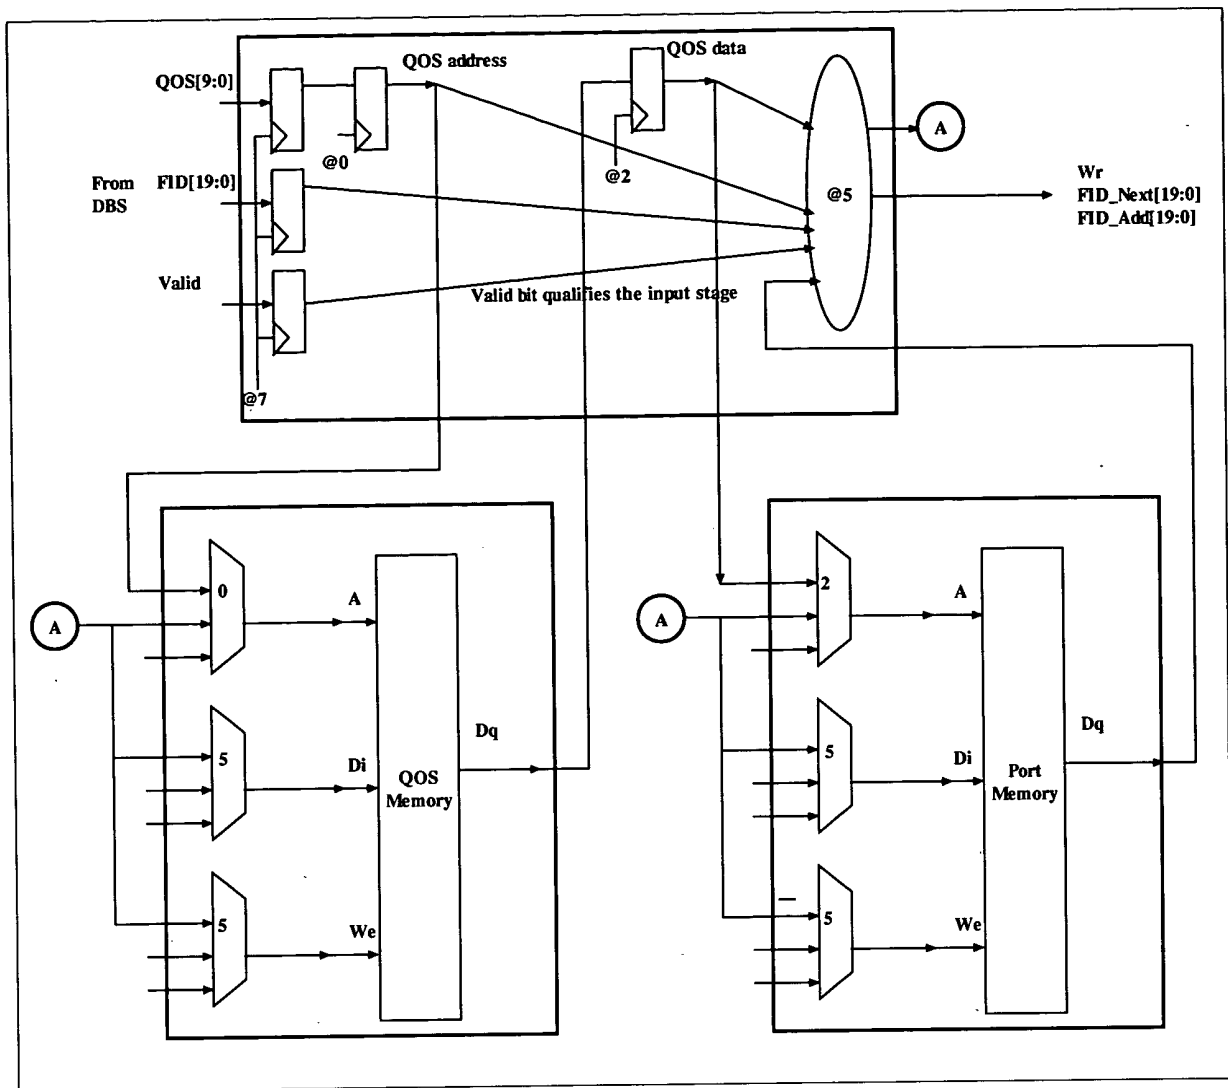 QOS address
QOS data
QOS[9:0]
@0
A
From
DBS
FID[19:0]
@2
@5
Wr
FID_Next[19:0]
FID_Add[19:0]
Valid
Valid bit qualifies the input stage
@7
0
A
A
2
A
A
5
Di
QOS
Memory
Dq
5
Di
Port
Memory
Dq
5
We
5
We